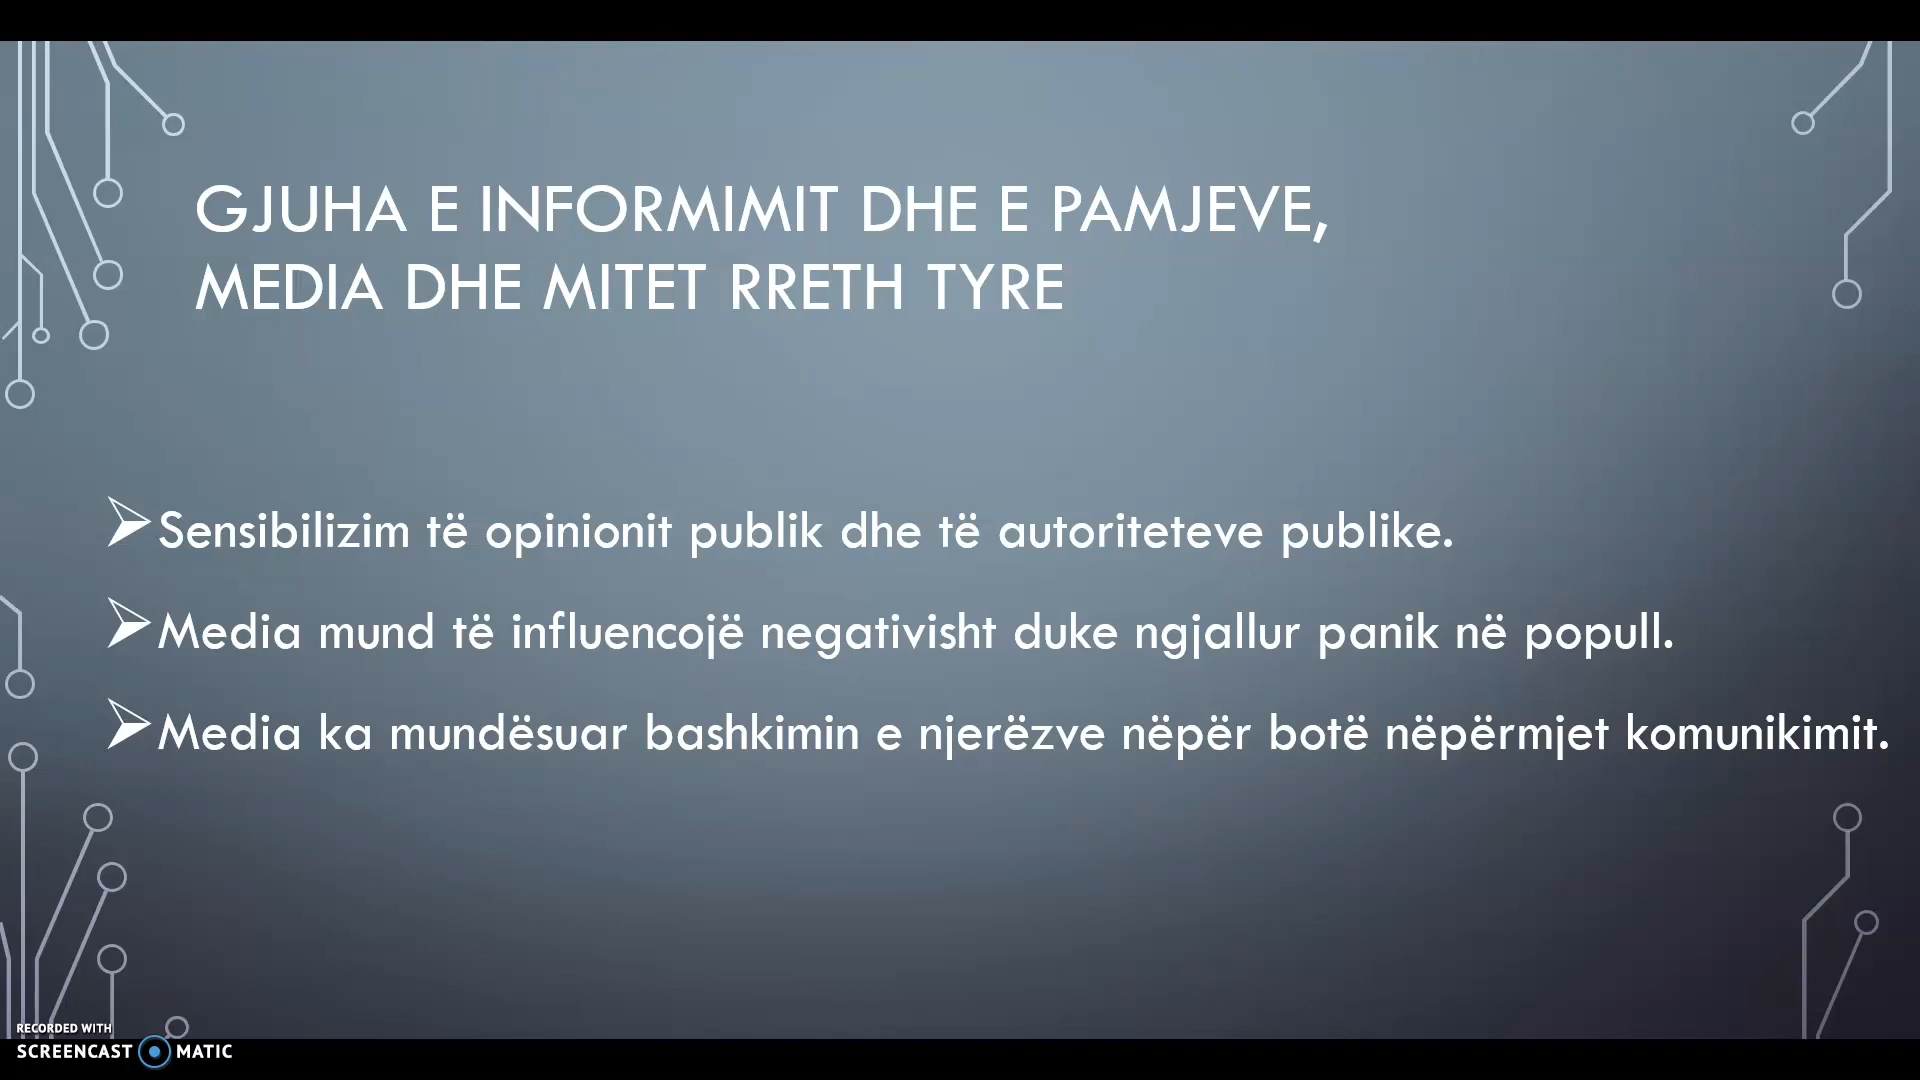 GJUHA E INFORMIMIT DHE E PAMJEVE,
MEDIA DHE MITET RRETH TYRE
Sensibilizim të opinionit publik dhe të autoriteteve publike.
Media mund të influencojë negativisht duke ngjallur panik në popull.
Media ka mundësuar bashkimin e njerëzve nëpër botë nëpërmjet komunikimit.
RECORDED WITH
SCREENCAST MATIC